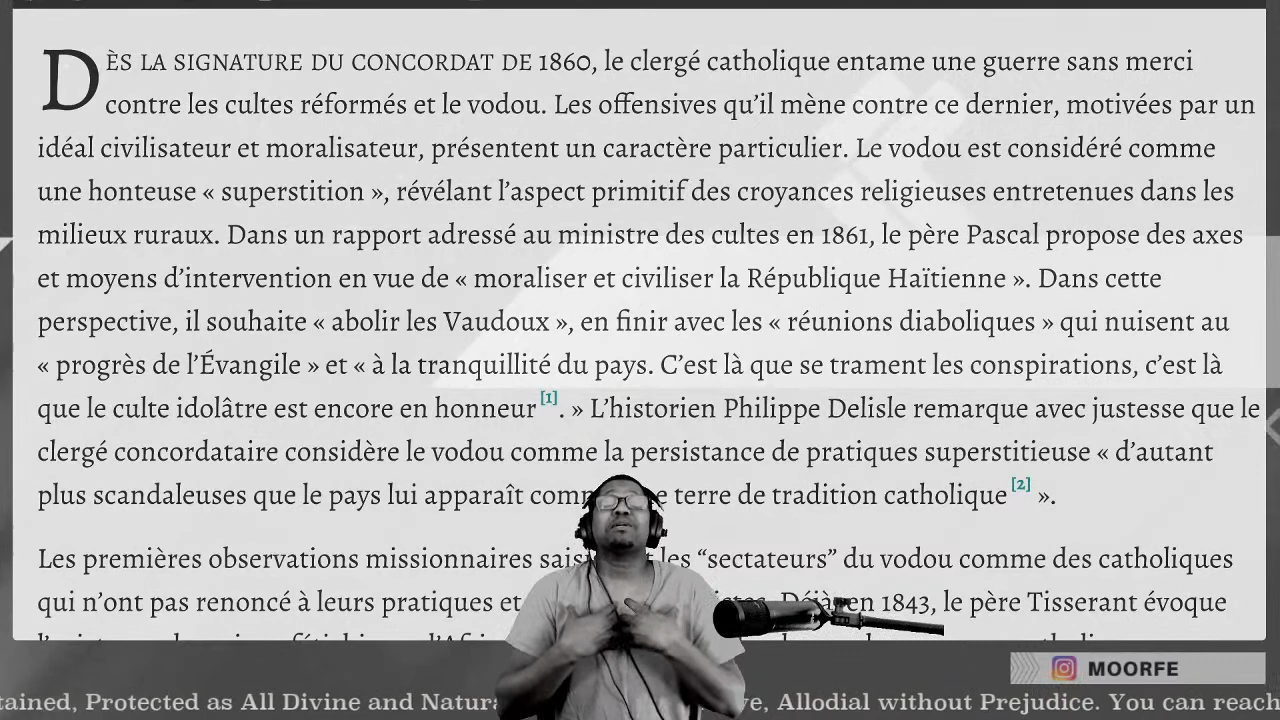 DÈS LA SIGNATURE DU CONCORDAT DE 1860, le clergé catholique entame une guerre sans merci
contre les cultes réformés et le vodou. Les offensives qu’il mène contre ce dernier, motivées par un
idéal civilisateur et moralisateur, présentent un caractère particulier. Le vodou est considéré comme
une honteuse « superstition », révélant l’aspect primitif des croyances religieuses entretenues dans les
milieux ruraux. Dans un rapport adressé au ministre des cultes en 1861, le père Pascal propose des axes
et moyens d’intervention en vue de « moraliser et civiliser la République Haïtienne ». Dans cette
perspective, il souhaite « abolir les Vaudoux », en finir avec les « réunions diaboliques » qui nuisent au
« progrès de l’Évangile » et « à la tranquillité du pays. C’est là que se trament les conspirations, c’est là
que le culte idolâtre est encore en honneur [1]. » L’historien Philippe Delisle remarque avec justesse que le
clergé concordataire considère le vodou comme la persistance de pratiques superstitieuse « d’autant
plus scandaleuses que le pays lui apparaît terre de tradition catholique [2] ».
Les premières observations missionnaires les “sectateurs” du vodou comme des catholiques
qui n’ont pas renoncé à leurs pratiques et Déjà en 1843, le père Tisserant évoque
MOORFE
tained, Protected as All Divine and Natura ve, Allodial without Prejudice. You can reach